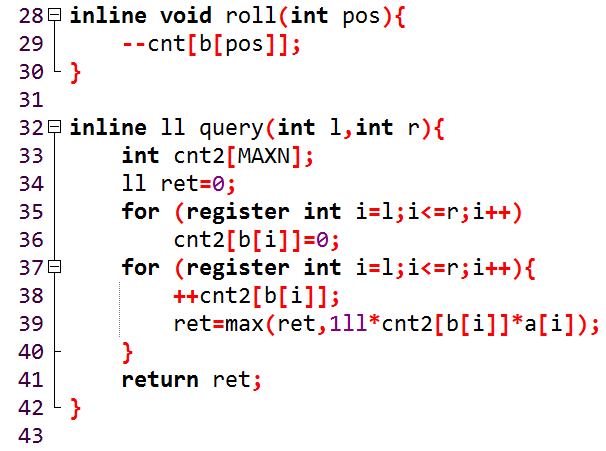 28 inline void roll(int pos){
29     --cnt[b[pos]];
30 }
31
32 inline ll query(int l,int r){
33     int cnt2[MAXN];
34     ll ret=0;
35     for (register int i=l;i<=r;i++)
36         cnt2[b[i]]=0;
37     for (register int i=l;i<=r;i++){
38         ++cnt2[b[i]];
39         ret=max(ret,1ll*cnt2[b[i]]*a[i]);
40     }
41     return ret;
42 }
43